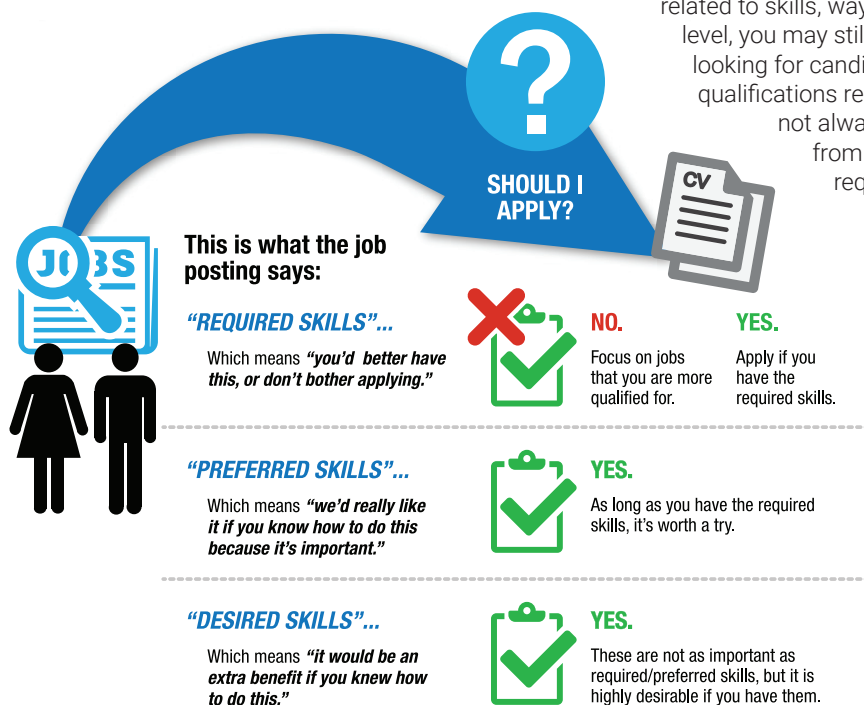 related to skills, way
level, you may still
looking for candi
qualifications re
not alwa
from
req
?
SHOULD I
APPLY?
CV
JOBS
This is what the job
posting says:
“REQUIRED SKILLS”...
Which means “you’d better have
this, or don’t bother applying.”
NO.
Focus on jobs
that you are more
qualified for.
YES.
Apply if you
have the
required skills.
“PREFERRED SKILLS”...
Which means “we’d really like
it if you know how to do this
because it’s important.”
YES.
As long as you have the required
skills, it’s worth a try.
“DESIRED SKILLS”...
Which means “it would be an
extra benefit if you knew how
to do this.”
YES.
These are not as important as
required/preferred skills, but it is
highly desirable if you have them.